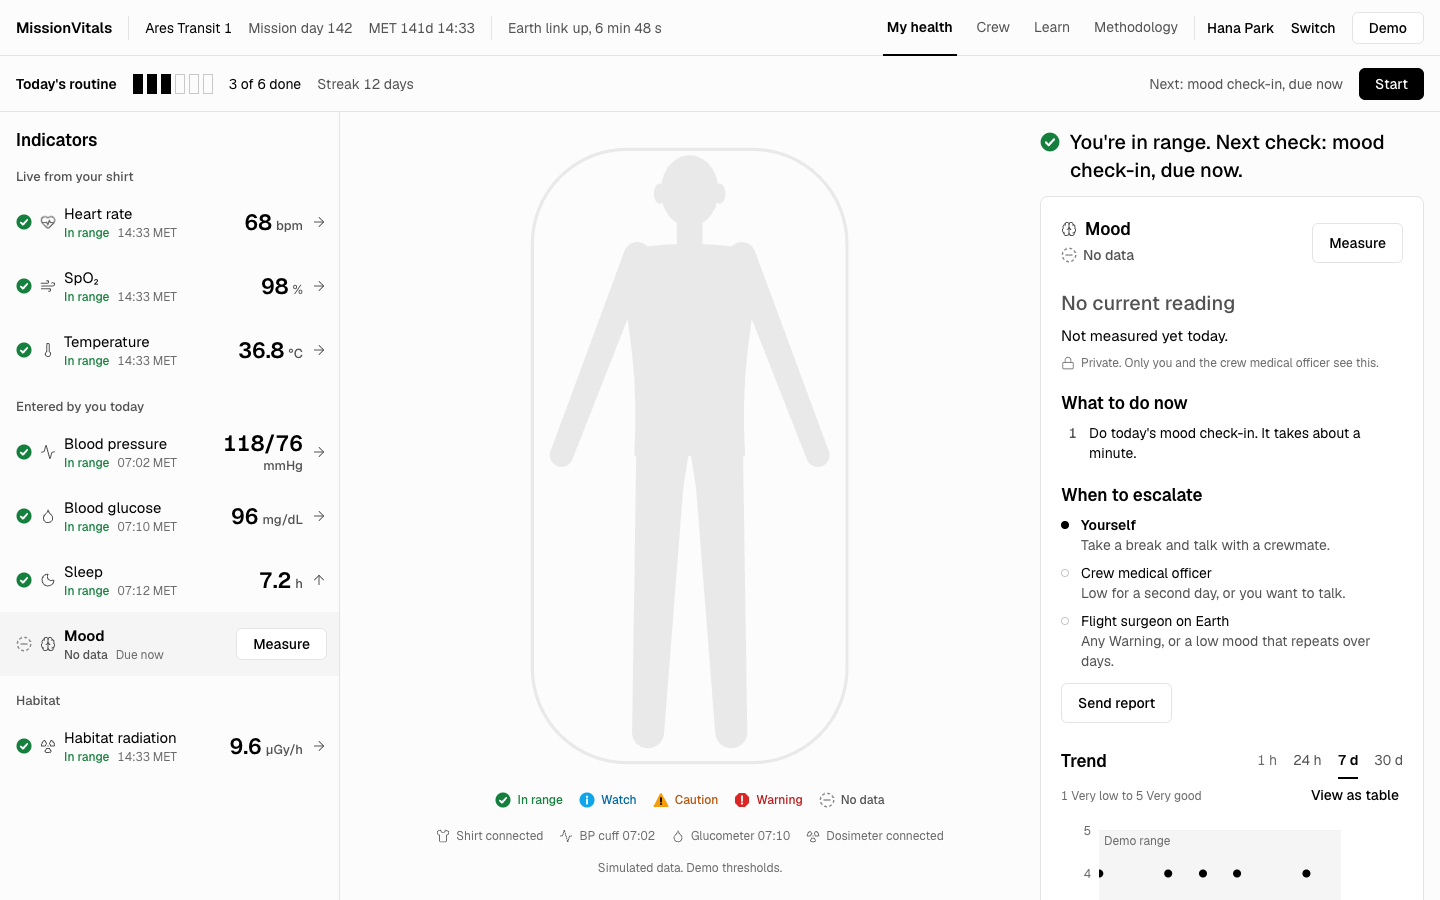 MissionVitals
Ares Transit 1 Mission day 142 MET 141d 14:33 Earth link up, 6 min 48 s
My health Crew Learn Methodology Hana Park Switch Demo
Today's routine 3 of 6 done Streak 12 days
Next: mood check-in, due now Start
Indicators
Live from your shirt
Heart rate
In range 14:33 MET
68 bpm
SpO₂
In range 14:33 MET
98 %
Temperature
In range 14:33 MET
36.8 °C
Entered by you today
Blood pressure
In range 07:02 MET
118/76
mmHg
Blood glucose
In range 07:10 MET
96 mg/dL
Sleep
In range 07:12 MET
7.2 h
Mood
No data Due now
Measure
Habitat
Habitat radiation
In range 14:33 MET
9.6 µGy/h
In range Watch Caution Warning No data
Shirt connected BP cuff 07:02 Glucometer 07:10 Dosimeter connected
Simulated data. Demo thresholds.
You're in range. Next check: mood
check-in, due now.
Mood
No data
Measure
No current reading
Not measured yet today.
Private. Only you and the crew medical officer see this.
What to do now
1 Do today's mood check-in. It takes about a
minute.
When to escalate
Yourself
Take a break and talk with a crewmate.
Crew medical officer
Low for a second day, or you want to talk.
Flight surgeon on Earth
Any Warning, or a low mood that repeats over
days.
Send report
Trend 1 h 24 h 7 d 30 d
1 Very low to 5 Very good View as table
5
Demo range
4